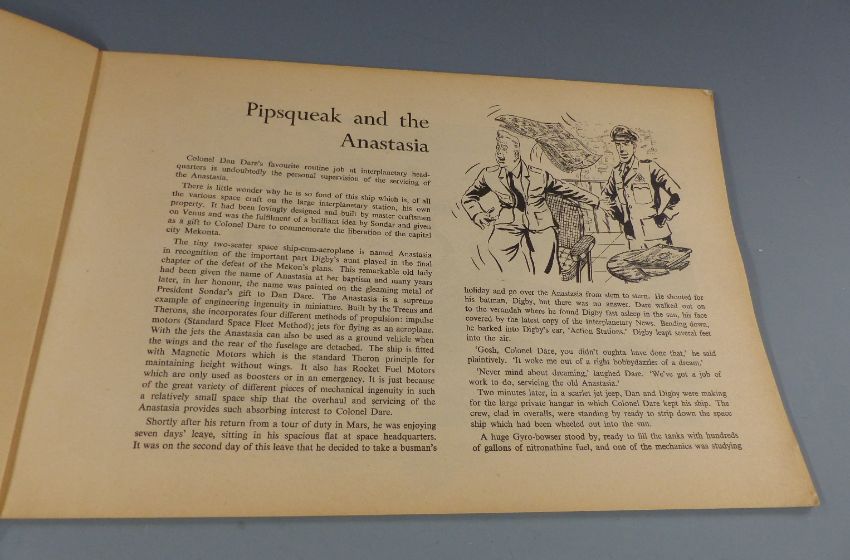 Pipsqueak and the
Anastasia
Colonel Dan Dare's favourite routine job at interplanetary head-
quarters is undoubtedly the personal supervision of the servicing of
the Anastasia.
There is little wonder why he is so fond of this ship which is, of all
the various space craft on the large interplanetary station, his own
property. It had been lovingly designed and built by master craftsmen
on Venus and was the fulfilment of a brilliant idea by Sondar and given
as a gift to Colonel Dare to commemorate the liberation of the capital
city Mekonta.
The tiny two-seater space ship-cum-aeroplane is named Anastasia
in recognition of the important part Digby's aunt played in the final
chapter of the defeat of the Mekon's plans. This remarkable old lady
had been given the name of Anastasia at her baptism and many years
later, in her honour, the name was painted on the gleaming metal of
President Sondar's gift to Dan Dare. The Anastasia is a supreme
example of engineering ingenuity in miniature. Built by the Treens and
Therons, she incorporates four different methods of propulsion: impulse
motors (Standard Space Fleet Method); jets for flying as an aeroplane.
With the jets the Anastasia can also be used as a ground vehicle when
the wings and the rear of the fuselage are detached. The ship is fitted
with Magnetic Motors which is the standard Theron principle for
maintaining height without wings. It also has Rocket Fuel Motors
which are only used as boosters or in an emergency. It is just because
of the great variety of different pieces of mechanical ingenuity in such
a relatively small space ship that the overhaul and servicing of the
Anastasia provides such absorbing interest to Colonel Dare.
Shortly after his return from a tour of duty in Mars, he was enjoying
seven days' leave, sitting in his spacious flat at space headquarters.
It was on the second day of this leave that he decided to take a busman's
holiday and go over the Anastasia from stem to stern. He shouted for
his batman, Digby, but there was no answer. Dare walked out on
to the verandah where he found Digby fast asleep in the sun, his face
covered by the latest copy of the Interplanetary News. Bending down,
he barked into Digby's ear, 'Action Stations.' Digby leapt several feet
into the air.
'Gosh, Colonel Dare, you didn't oughta have done that,' he said
plaintively. 'It woke me out of a right hobbydazzler of a dream.'
'Never mind about dreaming,' laughed Dare. 'We've got a job of
work to do, servicing the old Anastasia.'
Two minutes later, in a scarlet jet jeep, Dan and Digby were making
for the large private hangar in which Colonel Dare kept his ship. The
crew, clad in overalls, were standing by ready to strip down the space
ship which had been wheeled out into the sun.
A huge Gyro-bowser stood by, ready to fill the tanks with hundreds
of gallons of nitronathine fuel, and one of the mechanics was studying